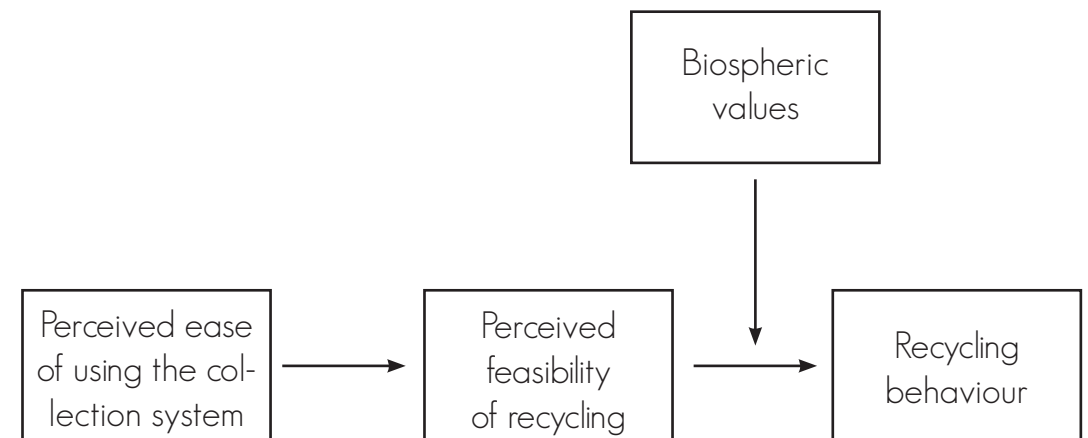 Biospheric
values
Perceived ease
of using the col-
lection system
Perceived
feasibility
of recycling
Recycling
behaviour